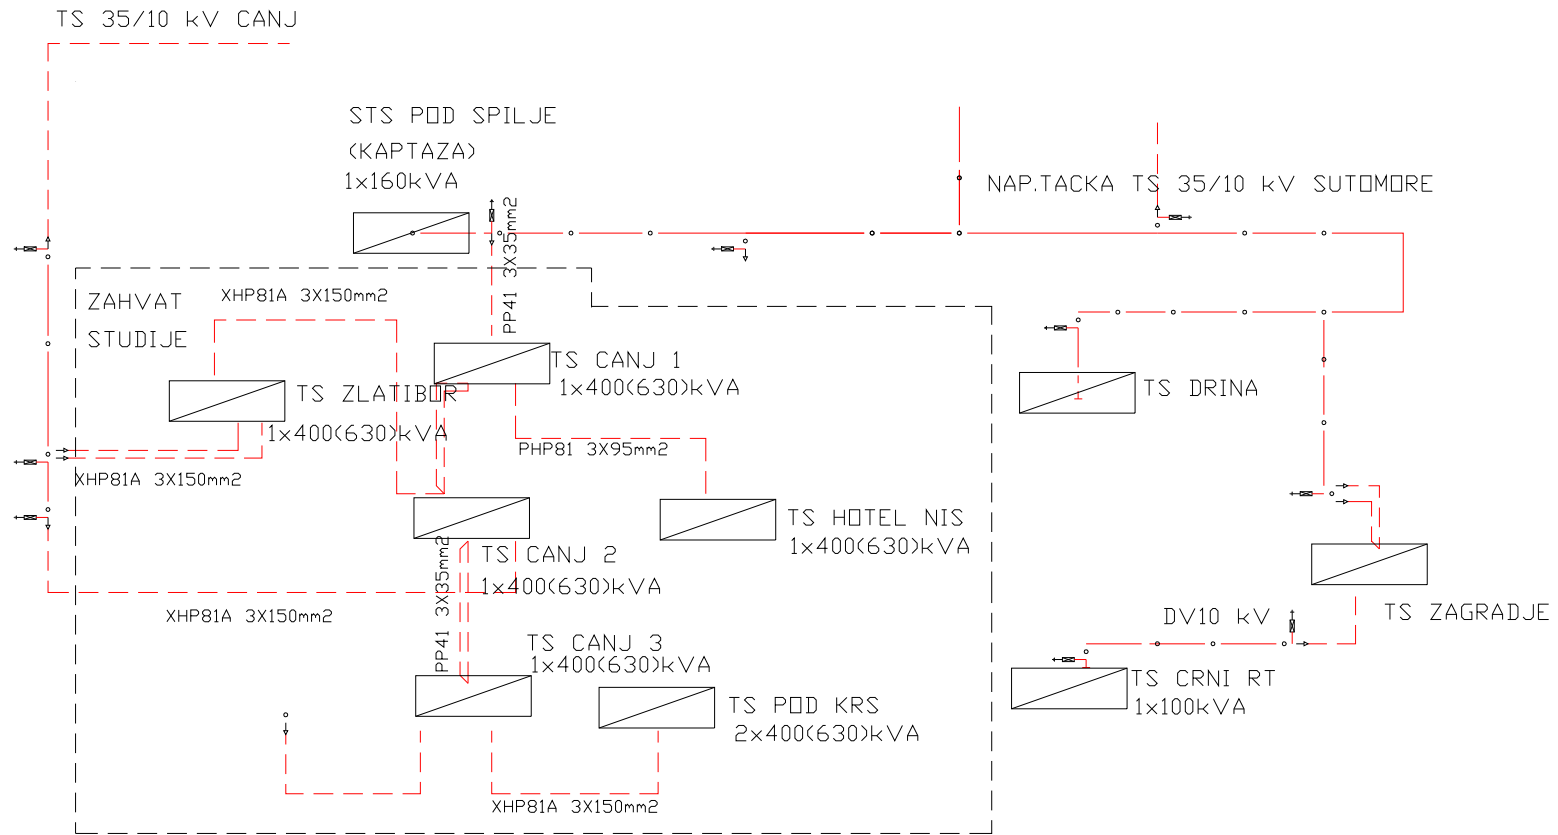 TS 35/10 kV CANJ
STS POD SPILJE
(KAPTAZA)
1x160kVA
NAP.TACKA TS 35/10 kV SUTOMORE
PP41 3X35mm2
ZAHVAT
STUDIJE
XHP81A 3X150mm2
TS CANJ 1
1x400(630)kVA
TS ZLATIBOR
1x400(630)kVA
TS DRINA
PHP81 3X95mm2
XHP81A 3X150mm2
TS HOTEL NIS
1x400(630)kVA
TS CANJ 2
1x400(630)kVA
PP41 3X35mm2
XHP81A 3X150mm2
DV10 kV
TS ZAGRADJE
TS CANJ 3
1x400(630)kVA
TS CRNI RT
1x100kVA
TS POD KRS
2x400(630)kVA
XHP81A 3X150mm2